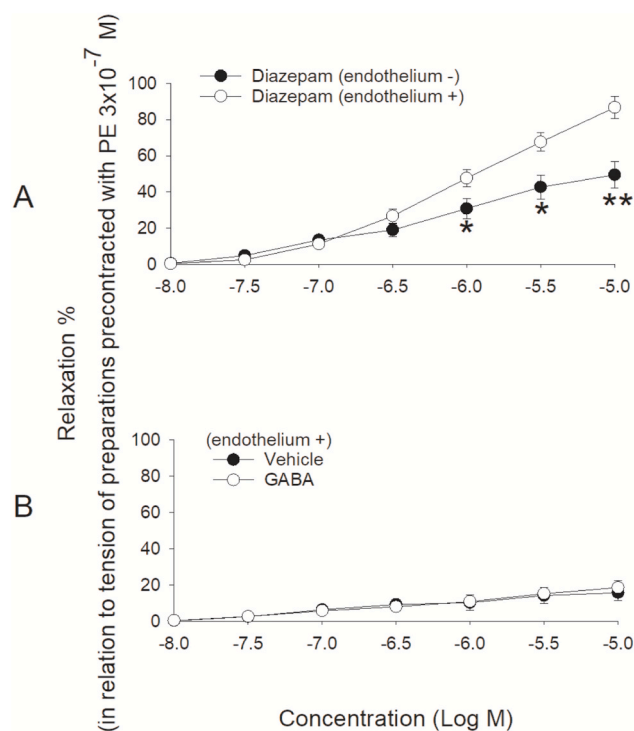 Relaxation %
(in relation to tension of preparations precontracted with PE 3x10-7 M)
A
Diazepam (endothelium -)
Diazepam (endothelium +)
100
80
60
40
20
0
* * **
-8.0 -7.5 -7.0 -6.5 -6.0 -5.5 -5.0
B
(endothelium +)
Vehicle
GABA
100
80
60
40
20
0
-8.0 -7.5 -7.0 -6.5 -6.0 -5.5 -5.0
Concentration (Log M)